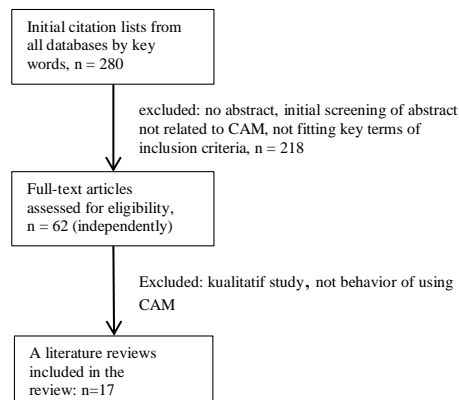 Initial citation lists from
all databases by key
words, n = 280
excluded: no abstract, initial screening of abstract
not related to CAM, not fitting key terms of
inclusion criteria, n = 218
Full-text articles
assessed for eligibility,
n = 62 (independently)
Excluded: kualitatif study, not behavior of using
CAM
A literature reviews
included in the
review: n=17